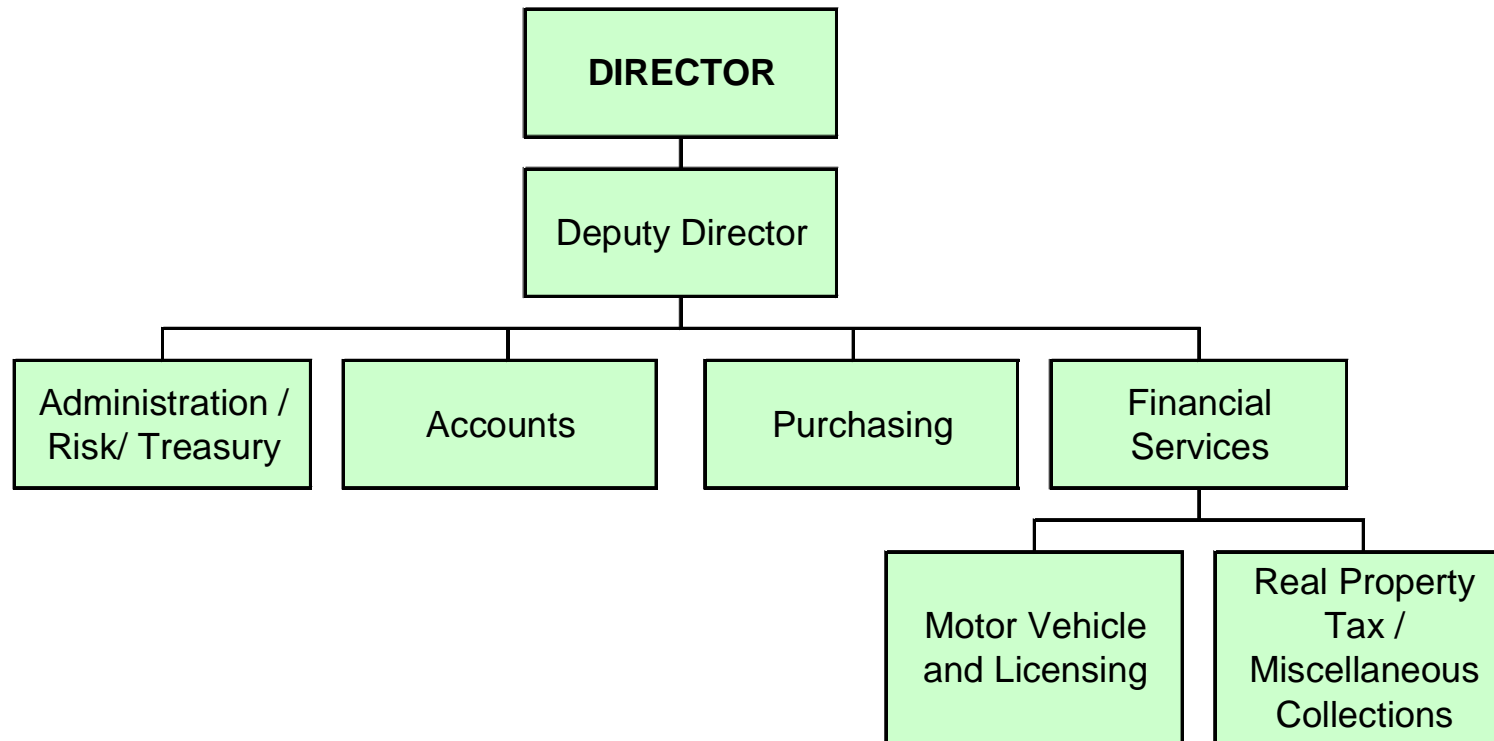 DIRECTOR
Deputy Director
Administration /
Risk/ Treasury
Accounts
Purchasing
Financial
Services
Motor Vehicle
and Licensing
Real Property
Tax /
Miscellaneous
Collections